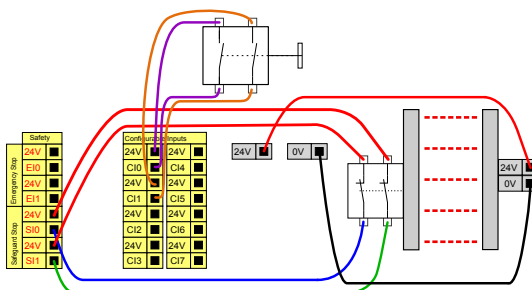 Safety
Emergency Stop
24V
EI0
24V
EI1
Safeguard Stop
24V
SI0
24V
SI1
Configurable Inputs
24V 24V
CI0 CI4
24V 24V
CI1 CI5
24V 24V
CI2 CI6
24V 24V
CI3 CI7
24V
0V
24V
0V